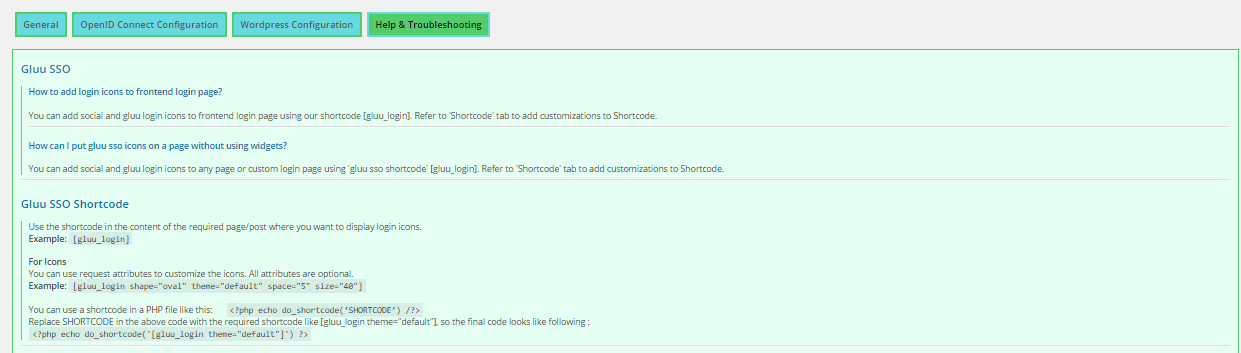 General OpenID Connect Configuration Wordpress Configuration Help & Troubleshooting
Gluu SSO
How to add login icons to frontend login page?
You can add social and gluu login icons to frontend login page using our shortcode [gluu_login]. Refer to 'Shortcode' tab to add customizations to Shortcode.
How can I put gluu sso icons on a page without using widgets?
You can add social and gluu login icons to any page or custom login page using 'gluu sso shortcode' [gluu_login]. Refer to 'Shortcode' tab to add customizations to Shortcode.
Gluu SSO Shortcode
Use the shortcode in the content of the required page/post where you want to display login icons.
Example: [gluu_login]
For Icons
You can use request attributes to customize the icons. All attributes are optional.
Example: [gluu_login shape="oval" theme="default" space="5" size="40"]
You can use a shortcode in a PHP file like this: <?php echo do_shortcode(‘SHORTCODE’) /?>
Replace SHORTCODE in the above code with the required shortcode like [gluu_login theme="default"], so the final code looks like following :
<?php echo do_shortcode('[gluu_login theme="default"]') ?>